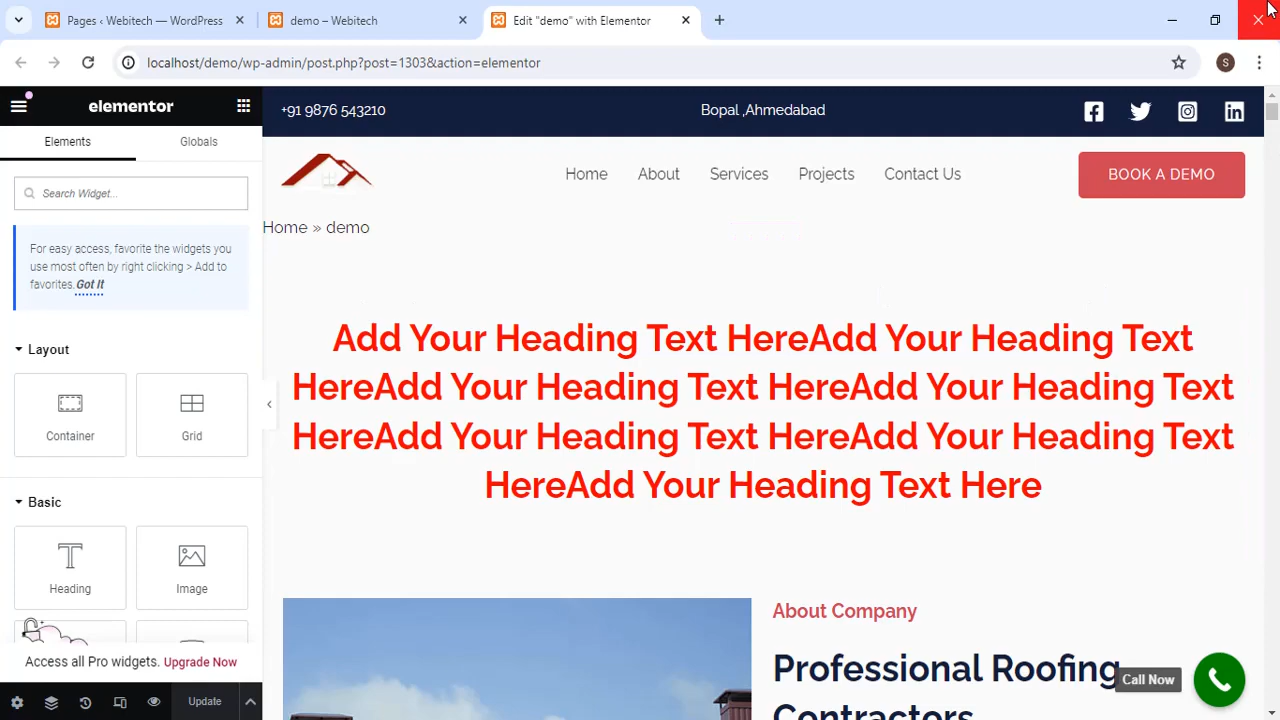 Pages ‹ Webitech — WordPress
demo – Webitech
Edit "demo" with Elementor
localhost/demo/wp-admin/post.php?post=1303&action=elementor
S
elementor
Elements
Globals
Search Widget...
For easy access, favorite the widgets you
use most often by right clicking > Add to
favorites. Got It
Layout
Container
Grid
Basic
Heading
Image
Access all Pro widgets. Upgrade Now
Update
+91 9876 543210
Bopal ,Ahmedabad
Home
About
Services
Projects
Contact Us
BOOK A DEMO
Home » demo
Add Your Heading Text HereAdd Your Heading Text
HereAdd Your Heading Text HereAdd Your Heading Text
HereAdd Your Heading Text HereAdd Your Heading Text
HereAdd Your Heading Text Here
About Company
Professional Roofing
Contractors
Call Now